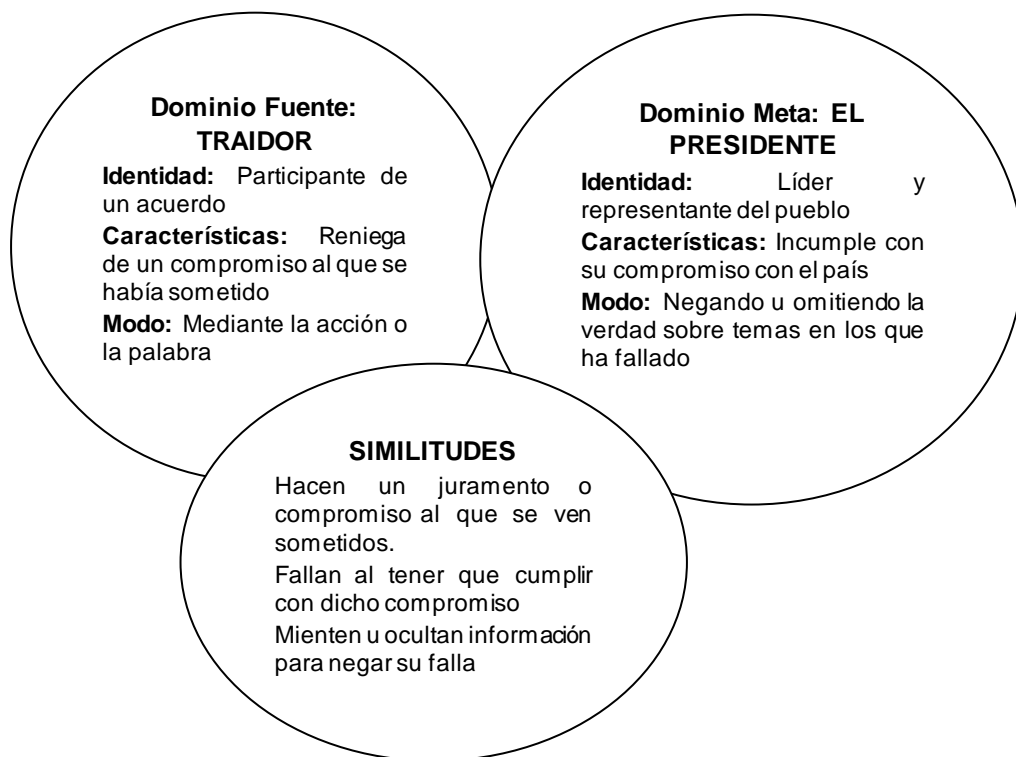 Dominio Fuente:
TRAIDOR
Identidad: Participante de
un acuerdo
Características: Reniega
de un compromiso al que se
había sometido
Modo: Mediante la acción o
la palabra
Dominio Meta: EL
PRESIDENTE
Identidad: Líder y
representante del pueblo
Características: Incumple con
su compromiso con el país
Modo: Negando u omitiendo la
verdad sobre temas en los que
ha fallado
SIMILITUDES
Hacen un juramento o
compromiso al que se ven
sometidos.
Fallan al tener que cumplir
con dicho compromiso
Mienten u ocultan información
para negar su falla